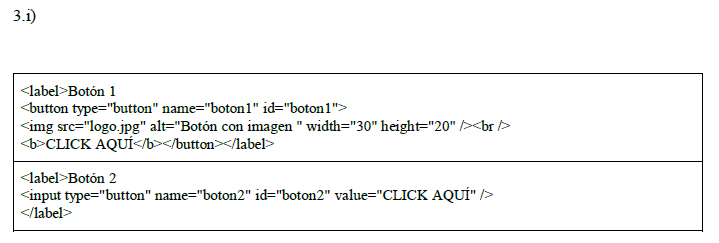 3.i)
<label>Botón 1
<button type="button" name="boton1" id="boton1">
<img src="logo.jpg" alt="Botón con imagen " width="30" height="20" /><br />
<b>CLICK AQUÍ</b></button></label>
<label>Botón 2
<input type="button" name="boton2" id="boton2" value="CLICK AQUÍ" />
</label>